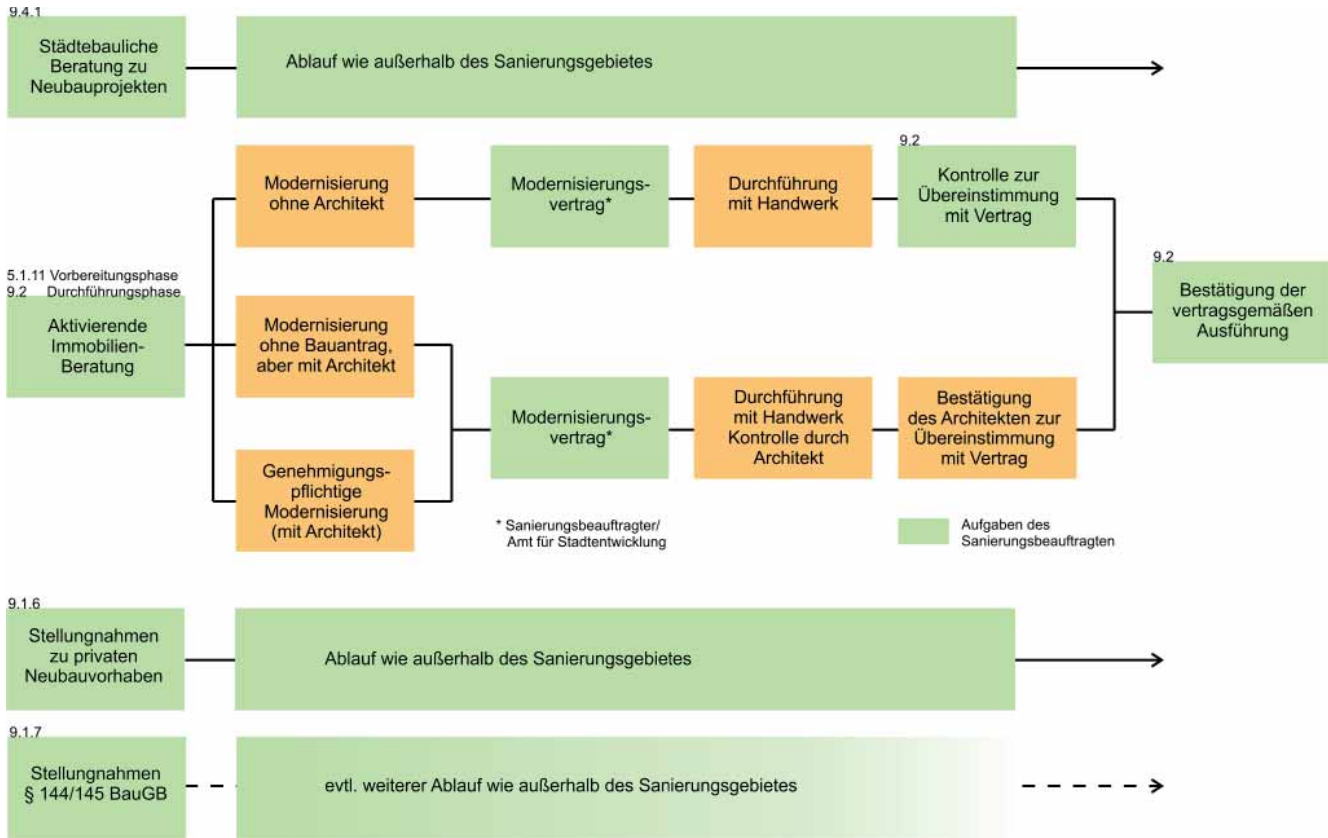 9.4.1
Städtebauliche
Beratung zu
Neubauprojekten
Ablauf wie außerhalb des Sanierungsgebietes
Modernisierung
ohne Architekt
Modernisierungs-
vertrag*
Durchführung
mit Handwerk
9.2
Kontrolle zur
Übereinstimmung
mit Vertrag
5.1.11 Vorbereitungsphase
9.2 Durchführungsphase
Aktivierende
Immobilien-
Beratung
Modernisierung
ohne Bauantrag,
aber mit Architekt
Genehmigungs-
pflichtige
Modernisierung
(mit Architekt)
Modernisierungs-
vertrag*
Durchführung
mit Handwerk
Kontrolle durch
Architekt
Bestätigung
des Architekten zur
Übereinstimmung
mit Vertrag
9.2
Bestätigung der
vertragsgemäßen
Ausführung
* Sanierungsbeauftragter/
Amt für Stadtentwicklung
Aufgaben des
Sanierungsbeauftragten
9.1.6
Stellungnahmen
zu privaten
Neubauvorhaben
Ablauf wie außerhalb des Sanierungsgebietes
9.1.7
Stellungnahmen
§ 144/145 BauGB
evtl. weiterer Ablauf wie außerhalb des Sanierungsgebietes